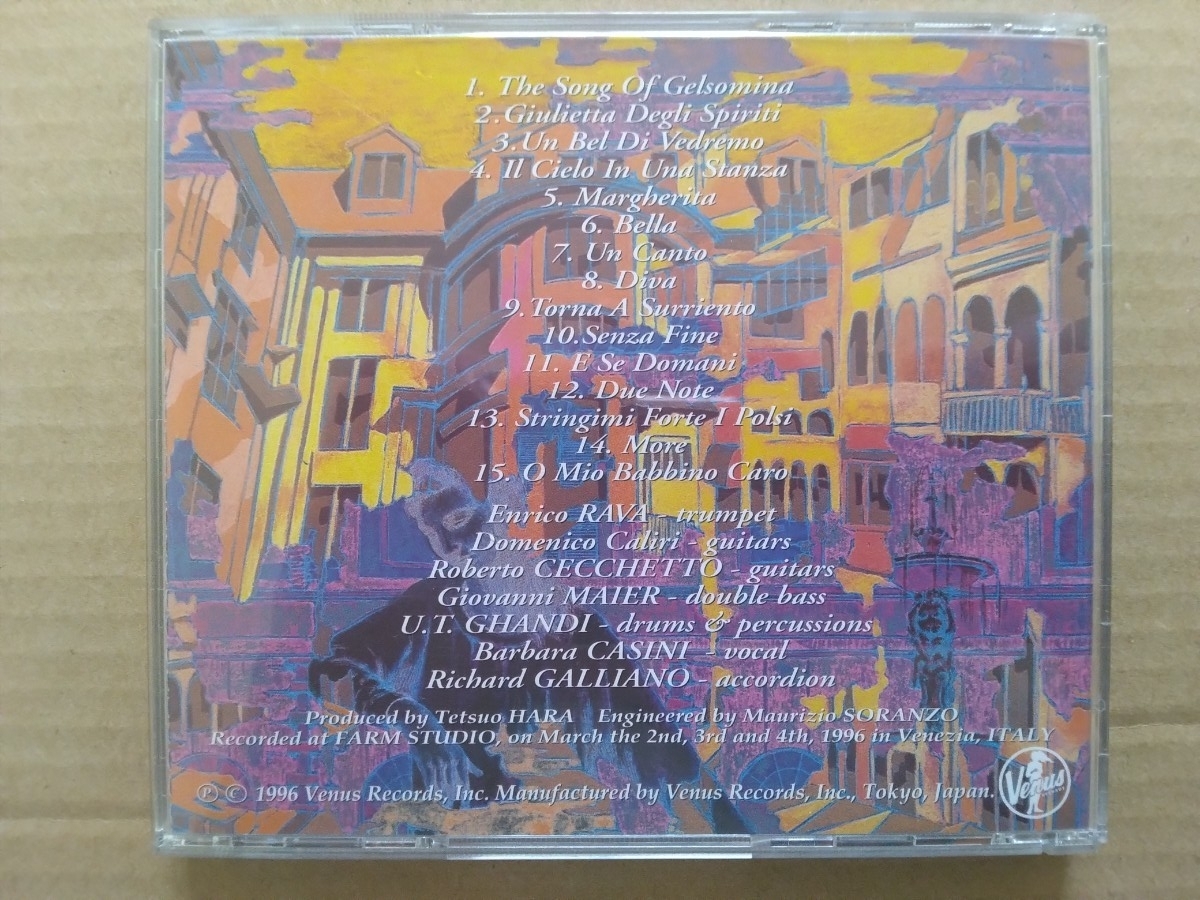 1. The Song Of Gelsomina
2. Giulietta Degli Spiriti
3. Un Bel Di Vedremo
4. Il Cielo In Una Stanza
5. Margherita
6. Bella
7. Un Canto
8. Diva
9. Torna A Surriento
10. Senza Fine
11. E Se Domani
12. Due Note
13. Stringimi Forte I Polsi
14. More
15. O Mio Babbino Caro
Enrico RAVA - trumpet
Domenico Caliri - guitars
Roberto CECCHETTO - guitars
Giovanni MAIER - double bass
U.T. GHANDI - drums & percussions
Barbara CASINI - vocal
Richard GALLIANO - accordion
Produced by Tetsuo HARA Engineered by Maurizio SORANZO
Recorded at FARM STUDIO, on March the 2nd, 3rd and 4th, 1996 in Venezia, ITALY
Ⓟ © 1996 Venus Records, Inc. Manufactured by Venus Records, Inc., Tokyo, Japan.
Venus